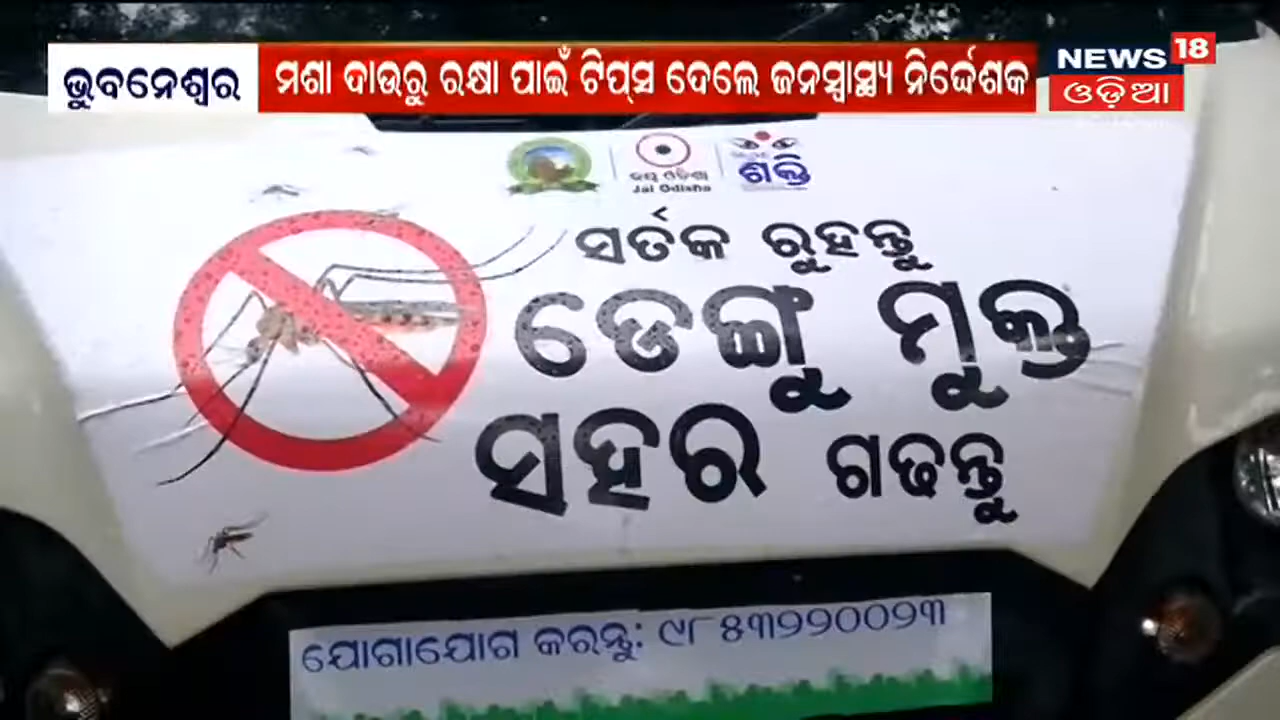 ଭୁବନେଶ୍ୱର
ମଶା ଦାଉରୁ ରକ୍ଷା ପାଇଁ ଟିପ୍‌ସ ଦେଲେ ଜନସ୍ୱାସ୍ଥ୍ୟ ନିର୍ଦ୍ଦେଶକ
NEWS 18
ଓଡ଼ିଆ
ଜୟ ଓଡିଶା
Jai Odisha
ଶକ୍ତି
ସର୍ତକ ରୁହନ୍ତୁ
ଡେଙ୍ଗୁ ମୁକ୍ତ
ସହର ଗଢନ୍ତୁ
ଯୋଗାଯୋଗ କରନ୍ତୁ: ୯୮୫୩୨୨୦୦୨୩